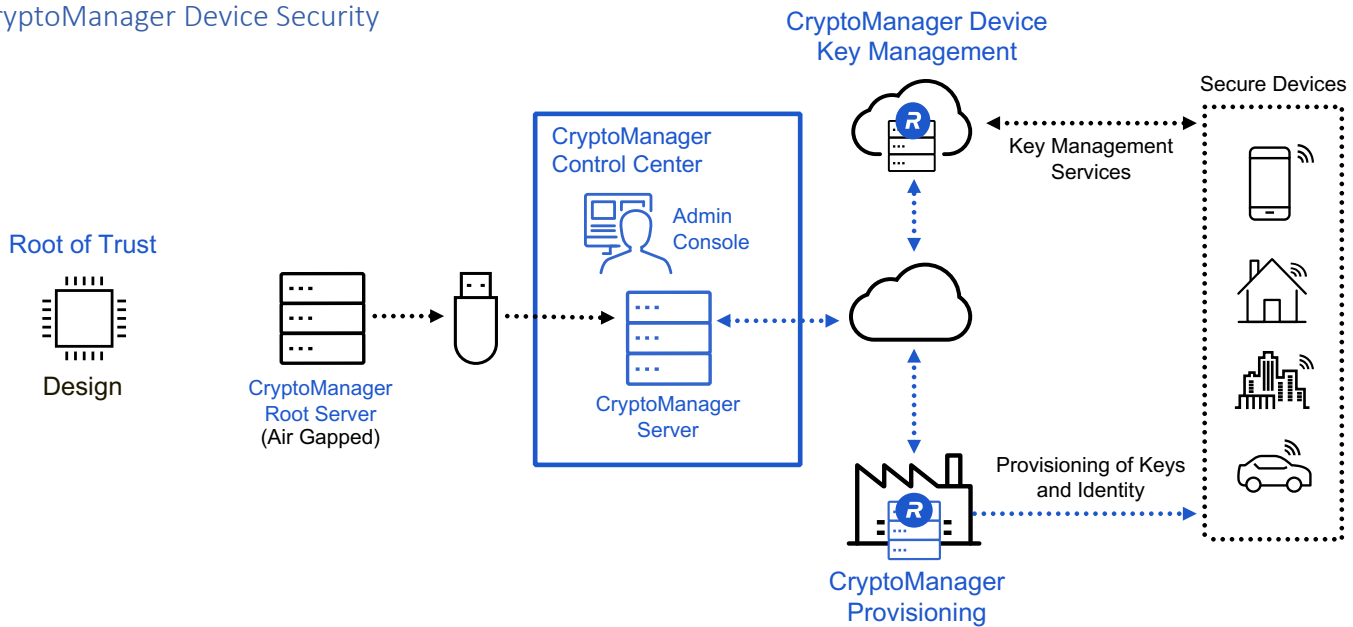 ryptoManager Device Security
CryptoManager Device
Key Management
Secure Devices
R
CryptoManager
Control Center
Key Management
Services
Admin
Console
Root of Trust
Design
CryptoManager
Root Server
(Air Gapped)
CryptoManager
Server
Provisioning of Keys
and Identity
R
CryptoManager
Provisioning